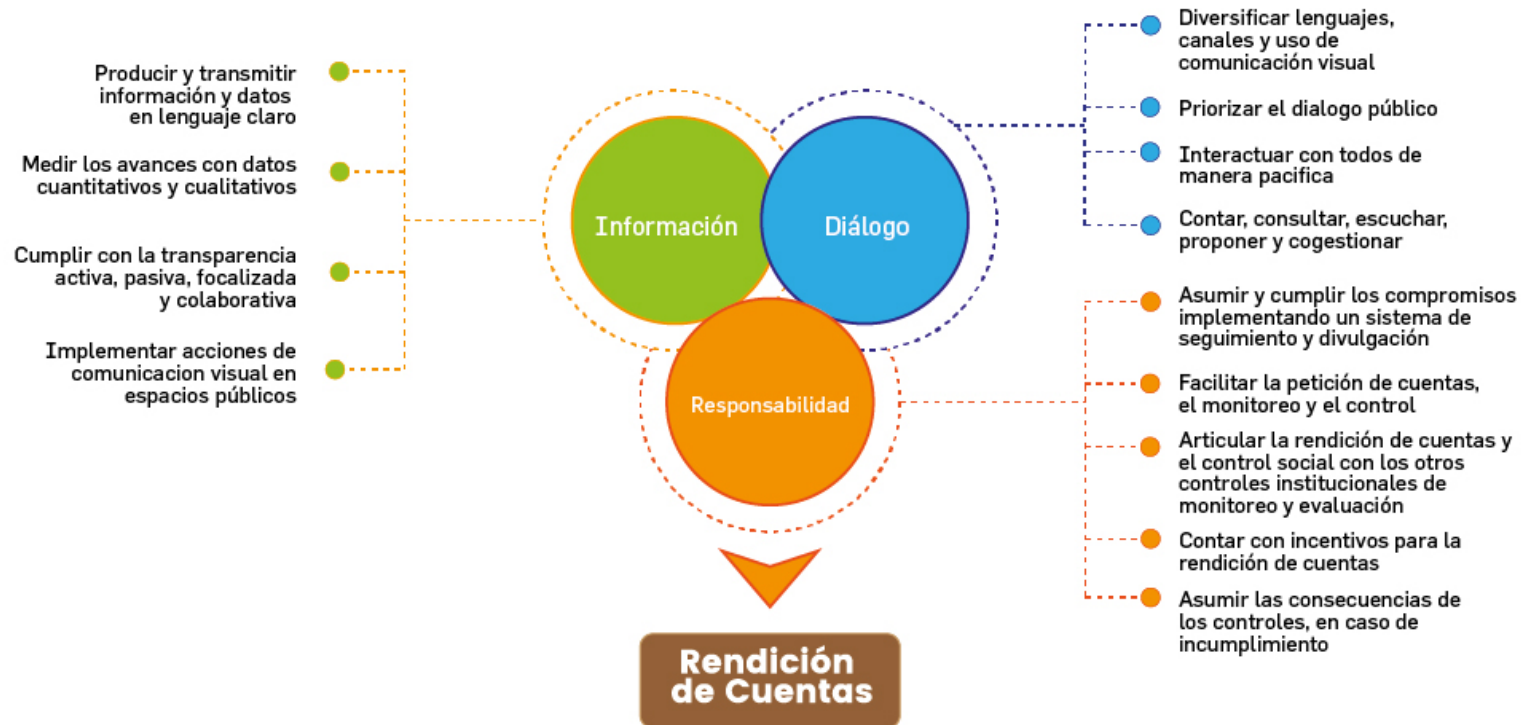 Producir y transmitir
información y datos
en lenguaje claro
Medir los avances con datos
cuantitativos y cualitativos
Cumplir con la transparencia
activa, pasiva, focalizada
y colaborativa
Implementar acciones de
comunicacion visual en
espacios públicos
Información
Diálogo
Responsabilidad
Diversificar lenguajes,
canales y uso de
comunicación visual
Priorizar el dialogo público
Interactuar con todos de
manera pacifica
Contar, consultar, escuchar,
proponer y cogestionar
Asumir y cumplir los compromisos
implementando un sistema de
seguimiento y divulgación
Facilitar la petición de cuentas,
el monitoreo y el control
Articular la rendición de cuentas y
el control social con los otros
controles institucionales de
monitoreo y evaluación
Contar con incentivos para la
rendición de cuentas
Asumir las consecuencias de
los controles, en caso de
incumplimiento
Rendición
de Cuentas